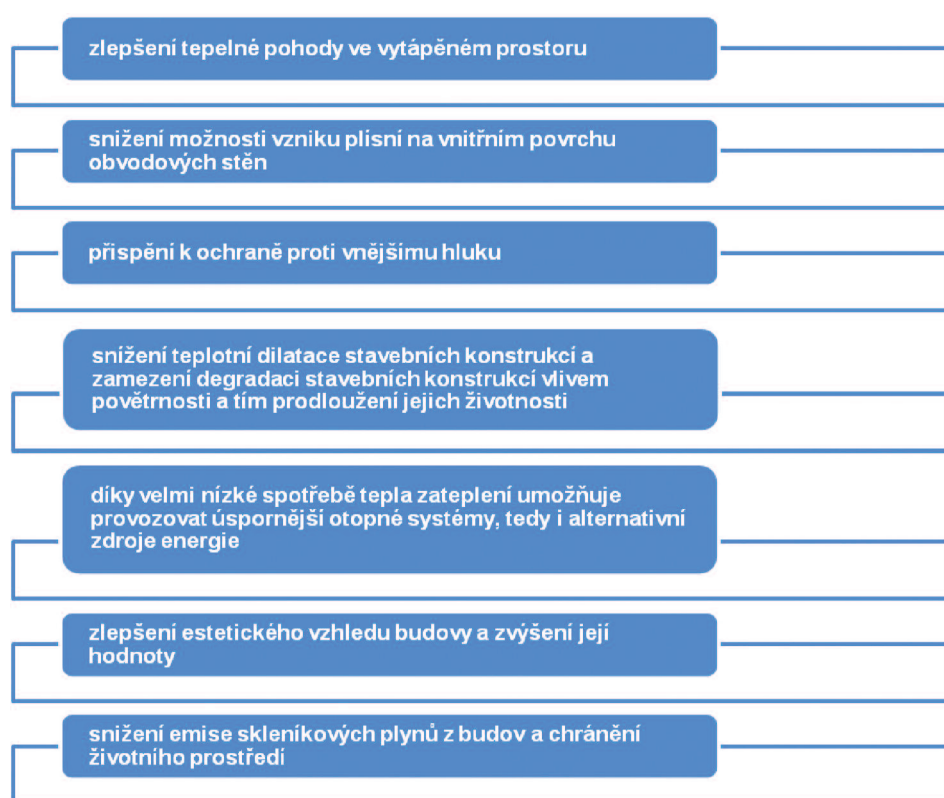 zlepšení tepelné pohody ve vytápěném prostoru
snížení možnosti vzniku plísní na vnitřním povrchu
obvodových stěn
přispění k ochraně proti vnějšímu hluku
snížení teplotní dilatace stavebních konstrukcí a
zamezení degradaci stavebních konstrukcí vlivem
povětrnosti a tím prodloužení jejich životnosti
díky velmi nízké spotřebě tepla zateplení umožňuje
provozovat úspornější otopné systémy, tedy i alternativní
zdroje energie
zlepšení estetického vzhledu budovy a zvýšení její
hodnoty
snížení emise skleníkových plynů z budov a chránění
životního prostředí